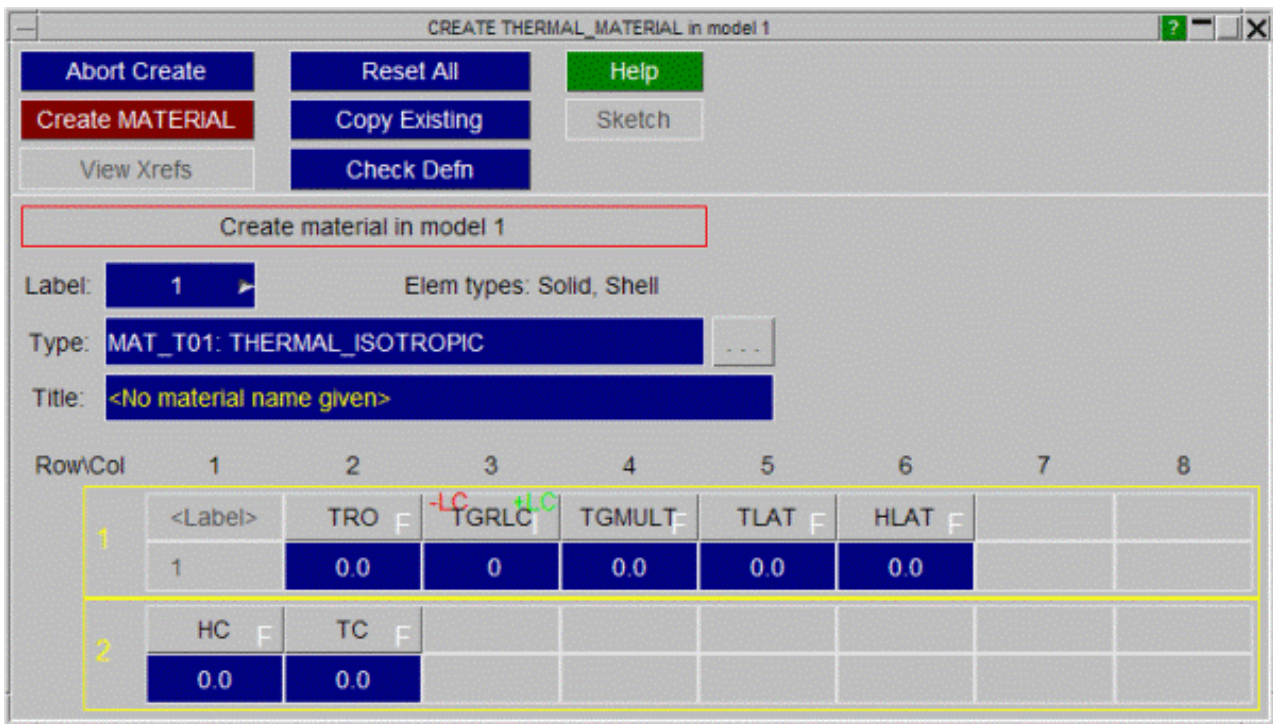 CREATE THERMAL_MATERIAL in model 1 ?
Abort Create Reset All Help
Create MATERIAL Copy Existing Sketch
View Xrefs Check Defn
Create material in model 1
Label: 1 Elem types: Solid, Shell
Type: MAT_T01: THERMAL_ISOTROPIC ...
Title: <No material name given>
Row\Col 1 2 3 4 5 6 7 8
-LC +LC
1 <Label> TRO F TGRLC I TGMULT F TLAT F HLAT F
1 0.0 0 0.0 0.0 0.0
2 HC F TC F
0.0 0.0